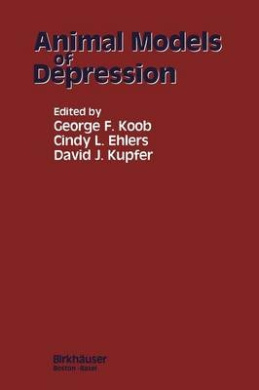 Animal Models
of
Depression
Edited by
George F. Koob
Cindy L. Ehlers
David J. Kupfer
Birkhäuser
Boston · Basel